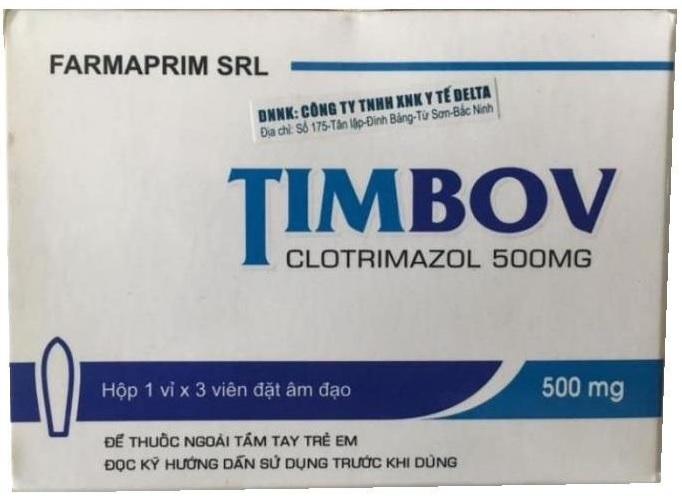 FARMAPRIM SRL
DNNK: CÔNG TY TNHH XNK Y TẾ DELTA
Địa chỉ: Số 175-Tân lập-Đình Bảng-Từ Sơn-Bắc Ninh
TIMBOV
CLOTRIMAZOL 500MG
Hộp 1 vỉ x 3 viên đặt âm đạo
500 mg
ĐỂ THUỐC NGOÀI TẦM TAY TRẺ EM
ĐỌC KỸ HƯỚNG DẪN SỬ DỤNG TRƯỚC KHI DÙNG